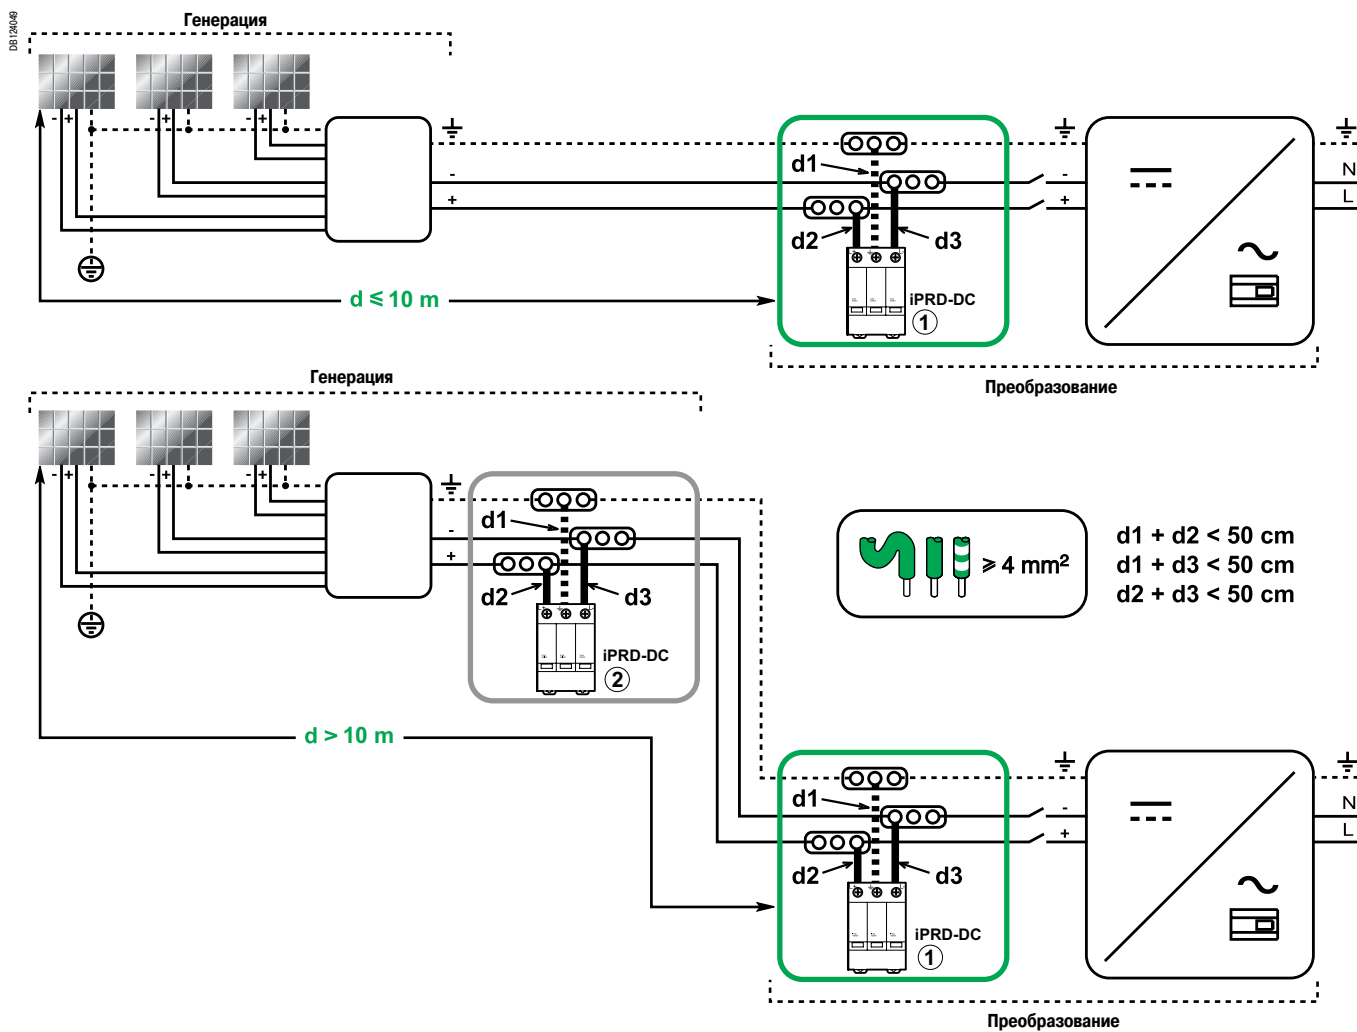 DB124049
Генерация
- +
- +
- +
-
+
d1
d2
d3
iPRD-DC
1
-
+
N
L
d ≤ 10 m
Преобразование
Генерация
- +
- +
- +
-
+
d1
d2
d3
iPRD-DC
2
≥ 4 mm²
d1 + d2 < 50 cm
d1 + d3 < 50 cm
d2 + d3 < 50 cm
d > 10 m
d1
d2
d3
iPRD-DC
1
-
+
N
L
Преобразование